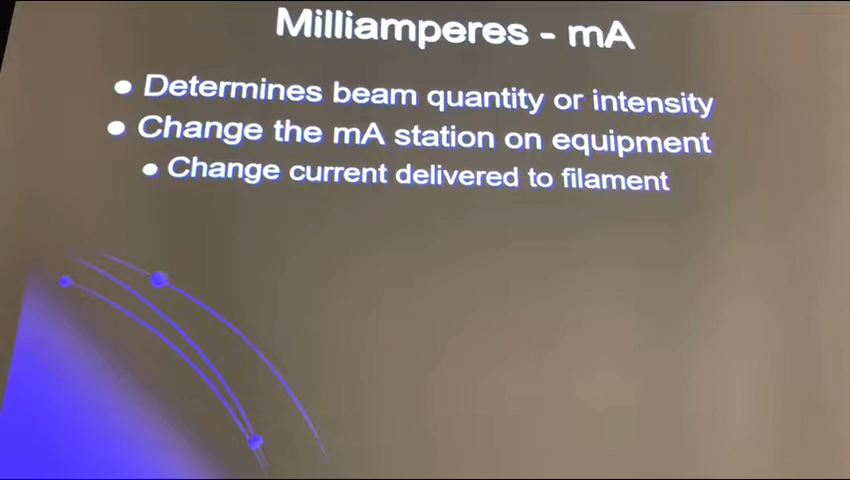 Milliamperes - mA
• Determines beam quantity or intensity
• Change the mA station on equipment
• Change current delivered to filament